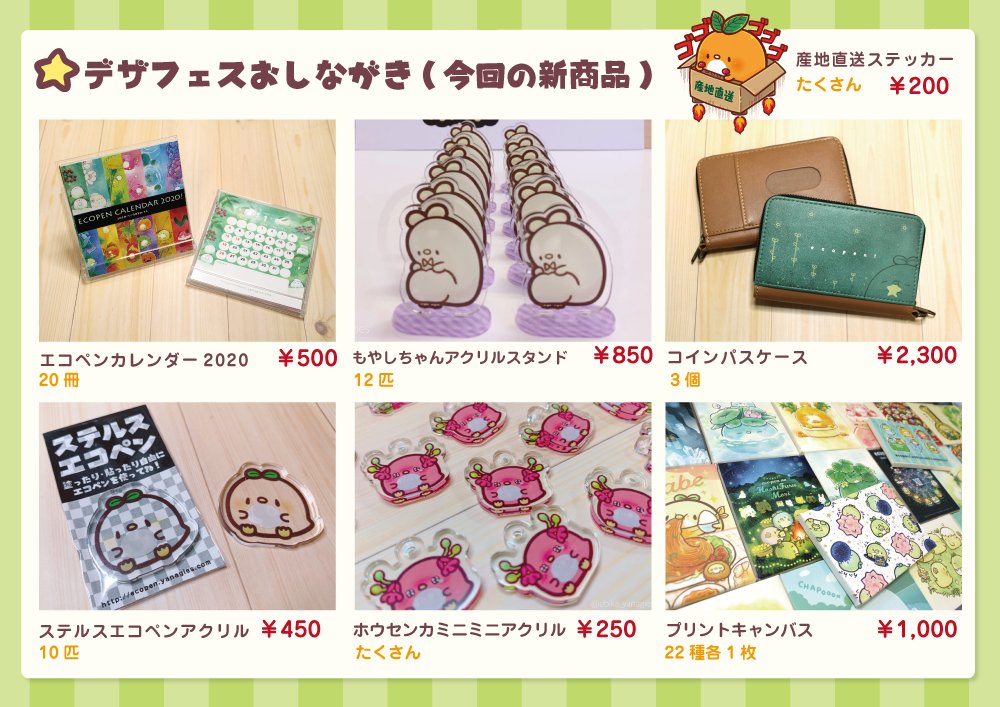 デザフェスおしながき(今回の新商品)
ゴゴゴ ゴゴゴ
産地直送
産地直送ステッカー
たくさん ¥200
ECOPEN CALENDAR 2020!
ecopen!
エコペンカレンダー2020 ¥500
20冊
もやしちゃんアクリルスタンド ¥850
12匹
コインパスケース ¥2,300
3個
ステルス
エコペン
塗ったり・貼ったり自由に
エコペンを使ってね!
http://ecopen.yanagies.com
CHAPOOON
ステルスエコペンアクリル ¥450
10匹
ホウセンカミニミニアクリル ¥250
たくさん
プリントキャンバス ¥1,000
22種各1枚